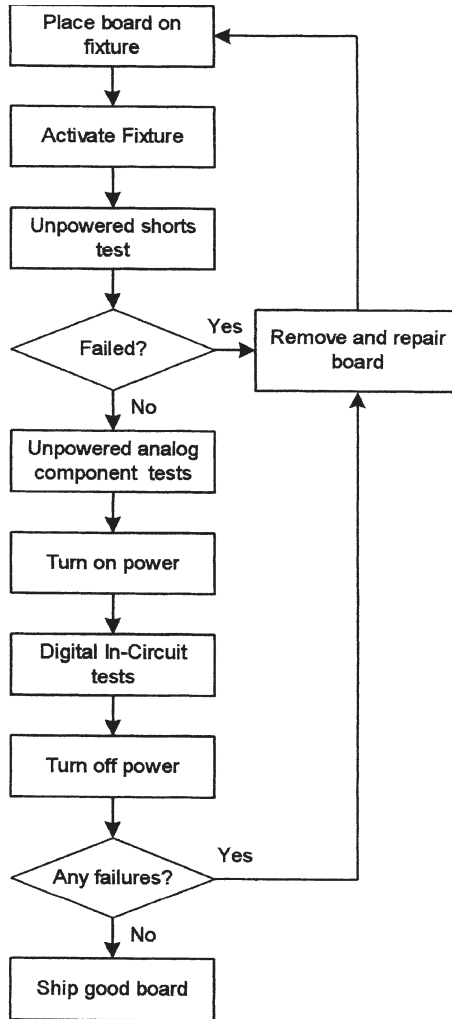 Place board on
fixture
Activate Fixture
Unpowered shorts
test
Failed?
Yes
Remove and repair
board
No
Unpowered analog
component tests
Turn on power
Digital In-Circuit
tests
Turn off power
Any failures?
Yes
No
Ship good board